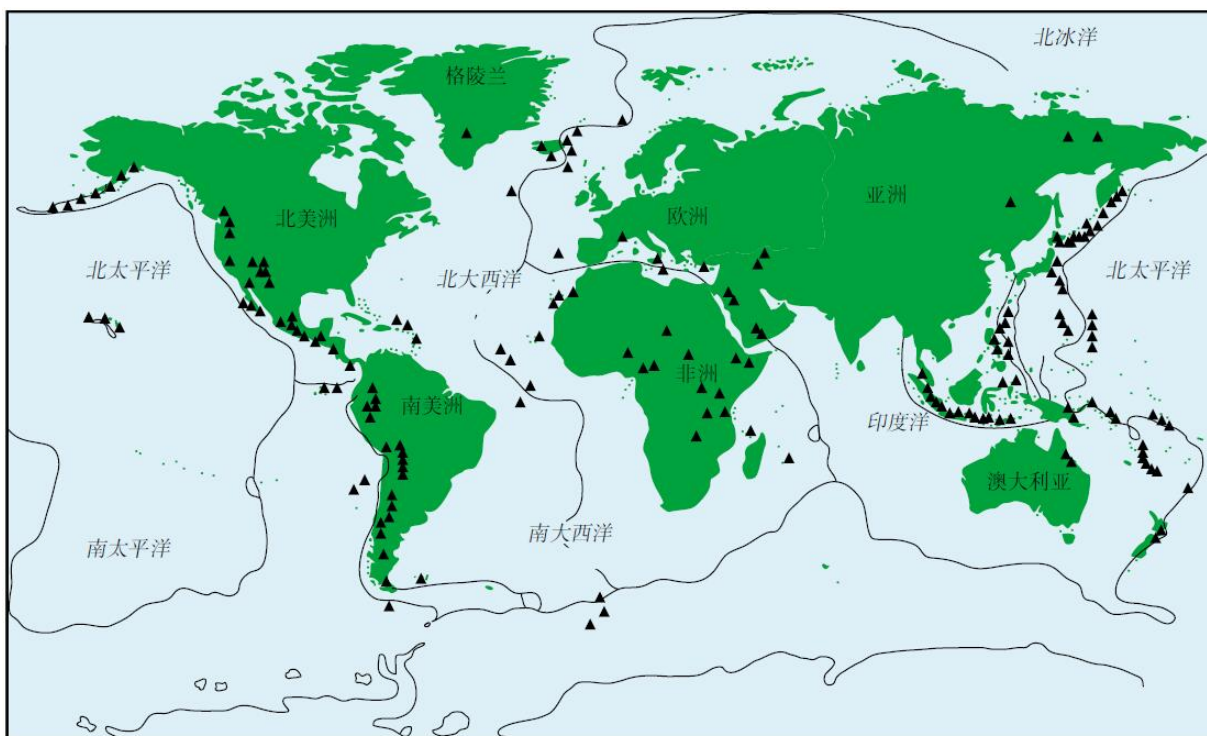 北冰洋
格陵兰
亚洲
欧洲
北美洲
北太平洋
北大西洋
北太平洋
非洲
南美洲
印度洋
澳大利亚
南太平洋
南大西洋